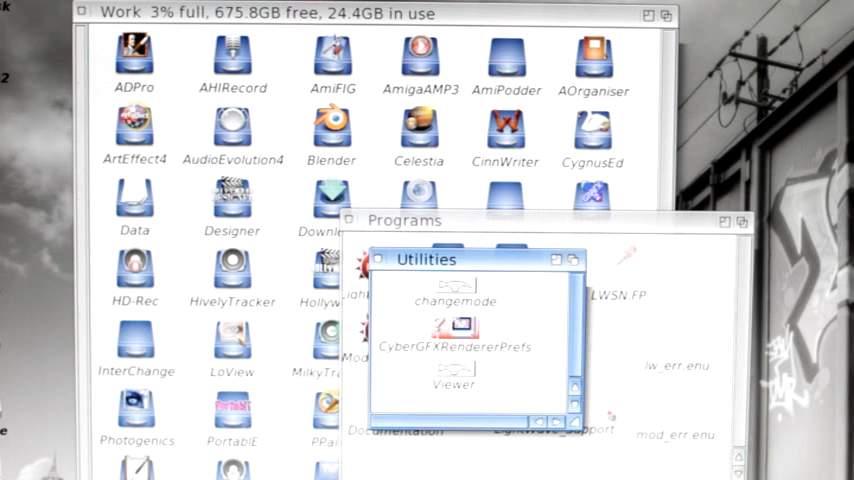 Work 3% full, 675.8GB free, 24.4GB in use
ADPro
AHIRecord
AmiFIG
AmigaAMP3
AmiPodder
AOrganiser
ArtEffect4
AudioEvolution4
Blender
Celestia
CinnWriter
CygnusEd
Data
Designer
Programs
Utilities
HD-Rec
HivelyTracker
changemode
LWSN.FP
CyberGFXRendererPrefs
InterChange
LoView
Viewer
lw_err.enu
Photogenics
PortablE
Documentation
mod_err.enu